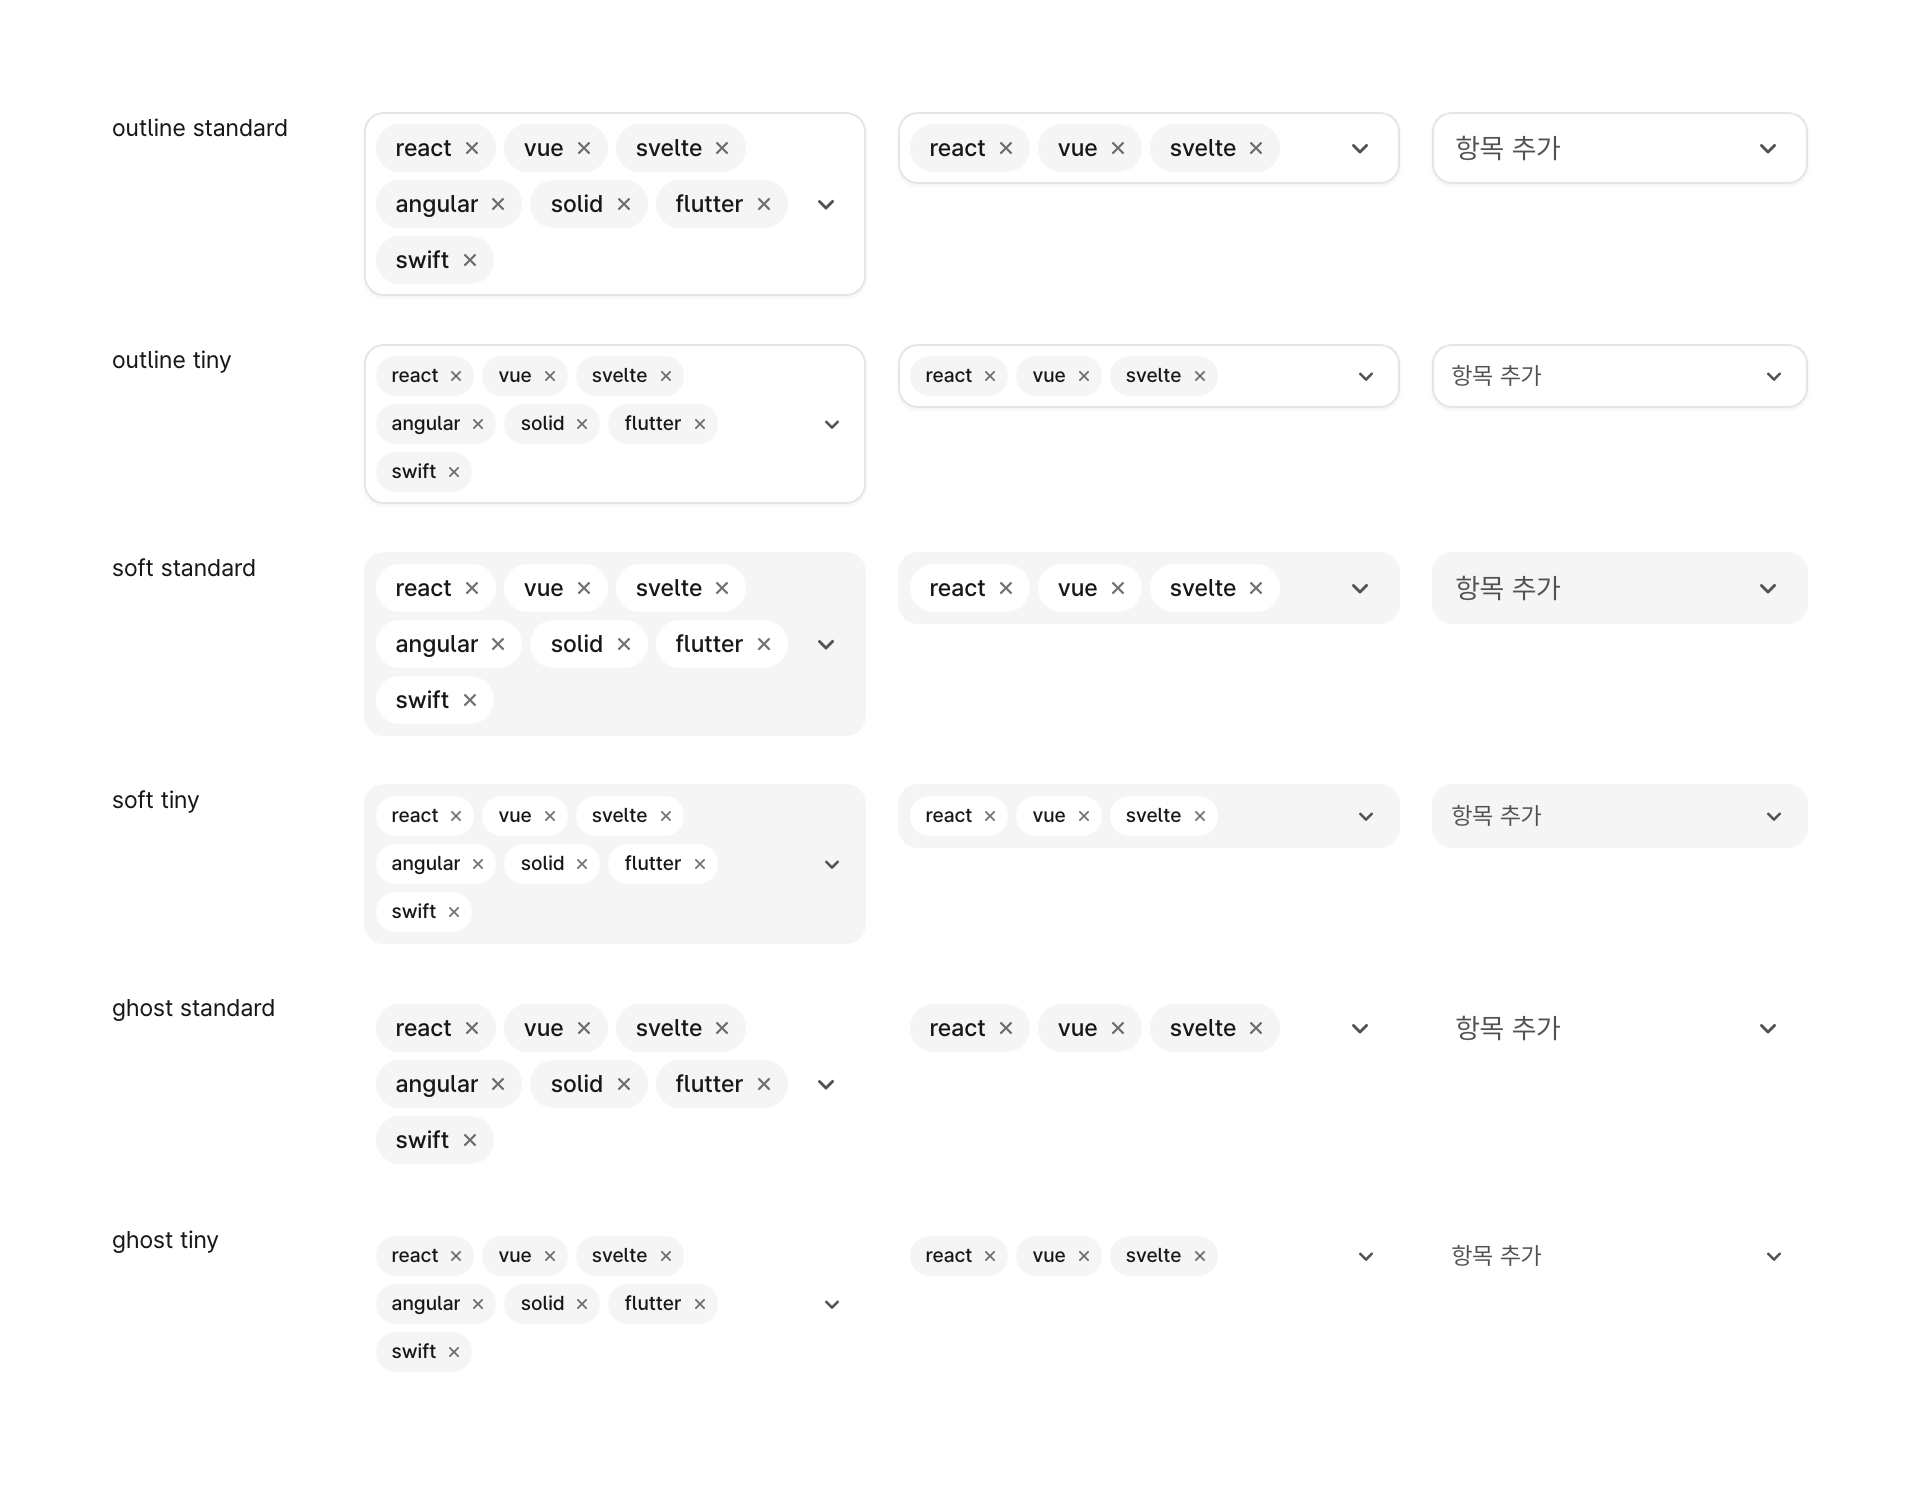 outline standard
react × vue × svelte ×
angular × solid × flutter ×
swift ×
react × vue × svelte ×
항목 추가
outline tiny
react × vue × svelte ×
angular × solid × flutter ×
swift ×
react × vue × svelte ×
항목 추가
soft standard
react × vue × svelte ×
angular × solid × flutter ×
swift ×
react × vue × svelte ×
항목 추가
soft tiny
react × vue × svelte ×
angular × solid × flutter ×
swift ×
react × vue × svelte ×
항목 추가
ghost standard
react × vue × svelte ×
angular × solid × flutter ×
swift ×
react × vue × svelte ×
항목 추가
ghost tiny
react × vue × svelte ×
angular × solid × flutter ×
swift ×
react × vue × svelte ×
항목 추가